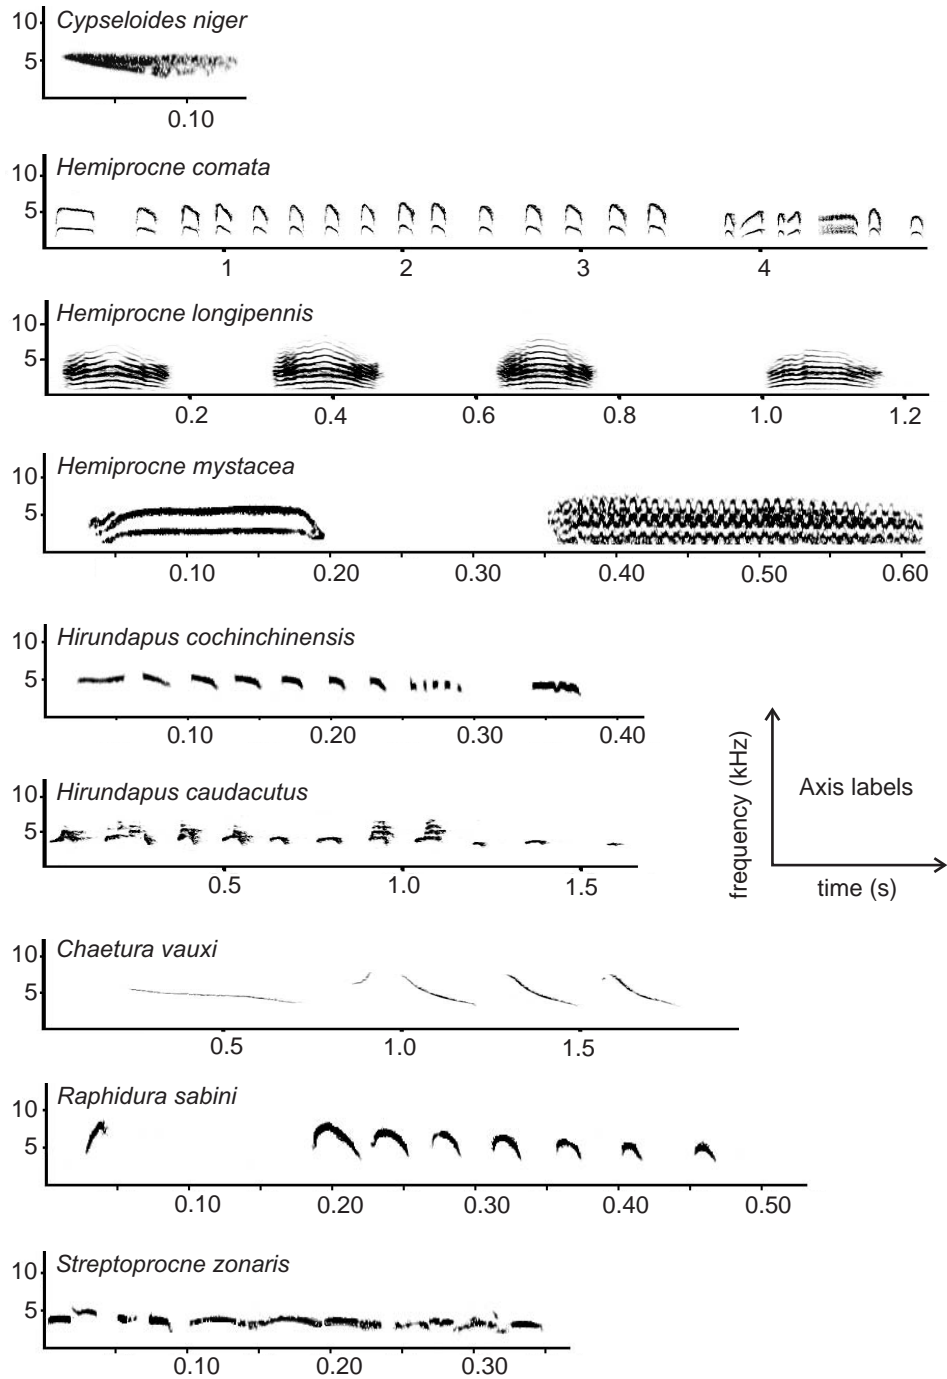 Cypseloides niger
10
5
0.10
Hemiprocne comata
10
5
1 2 3 4
Hemiprocne longipennis
10
5
0.2 0.4 0.6 0.8 1.0 1.2
Hemiprocne mystacea
10
5
0.10 0.20 0.30 0.40 0.50 0.60
Hirundapus cochinchinensis
10
5
0.10 0.20 0.30 0.40
frequency (kHz)
Axis labels
time (s)
Hirundapus caudacutus
10
5
0.5 1.0 1.5
Chaetura vauxi
10
5
0.5 1.0 1.5
Raphidura sabini
10
5
0.10 0.20 0.30 0.40 0.50
Streptoprocne zonaris
10
5
0.10 0.20 0.30